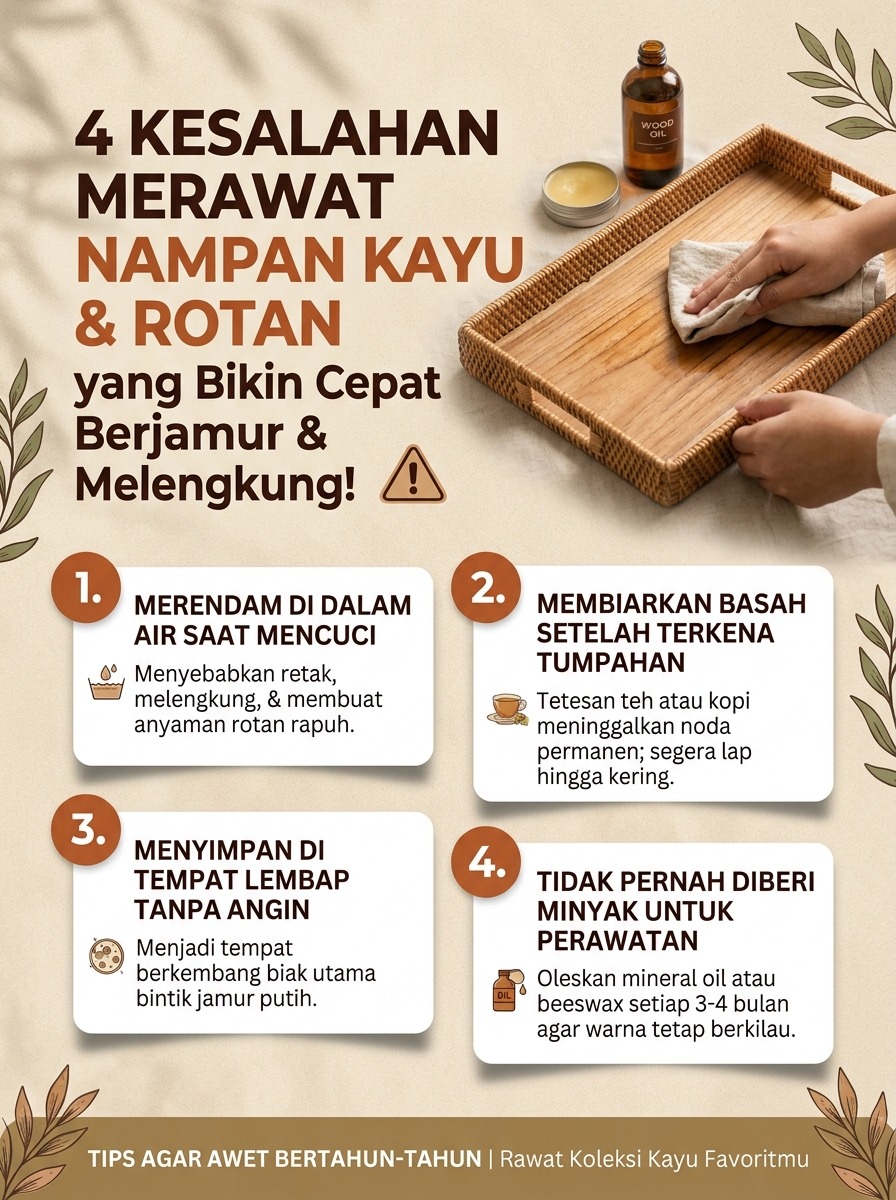 4 KESALAHAN
MERAWAT
NAMPAN KAYU
& ROTAN
yang Bikin Cepat
Berjamur &
Melengkung!
WOOD
OIL
1.
MERENDAM DI DALAM
AIR SAAT MENCUCI
Menyebabkan retak,
melengkung, & membuat
anyaman rotan rapuh.
2.
MEMBIARKAN BASAH
SETELAH TERKENA
TUMPAHAN
Tetesan teh atau kopi
meninggalkan noda
permanen; segera lap
hingga kering.
3.
MENYIMPAN DI
TEMPAT LEMBAP
TANPA ANGIN
Menjadi tempat
berkembang biak utama
bintik jamur putih.
4.
TIDAK PERNAH DIBERI
MINYAK UNTUK
PERAWATAN
OIL
Oleskan mineral oil atau
beeswax setiap 3-4 bulan
agar warna tetap berkilau.
TIPS AGAR AWET BERTAHUN-TAHUN | Rawat Koleksi Kayu Favoritmu